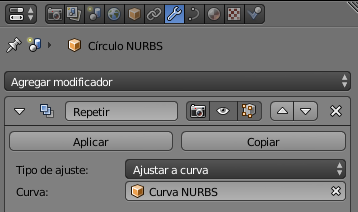 Círculo NURBS
Agregar modificador
Repetir
Aplicar Copiar
Tipo de ajuste: Ajustar a curva
Curva: Curva NURBS